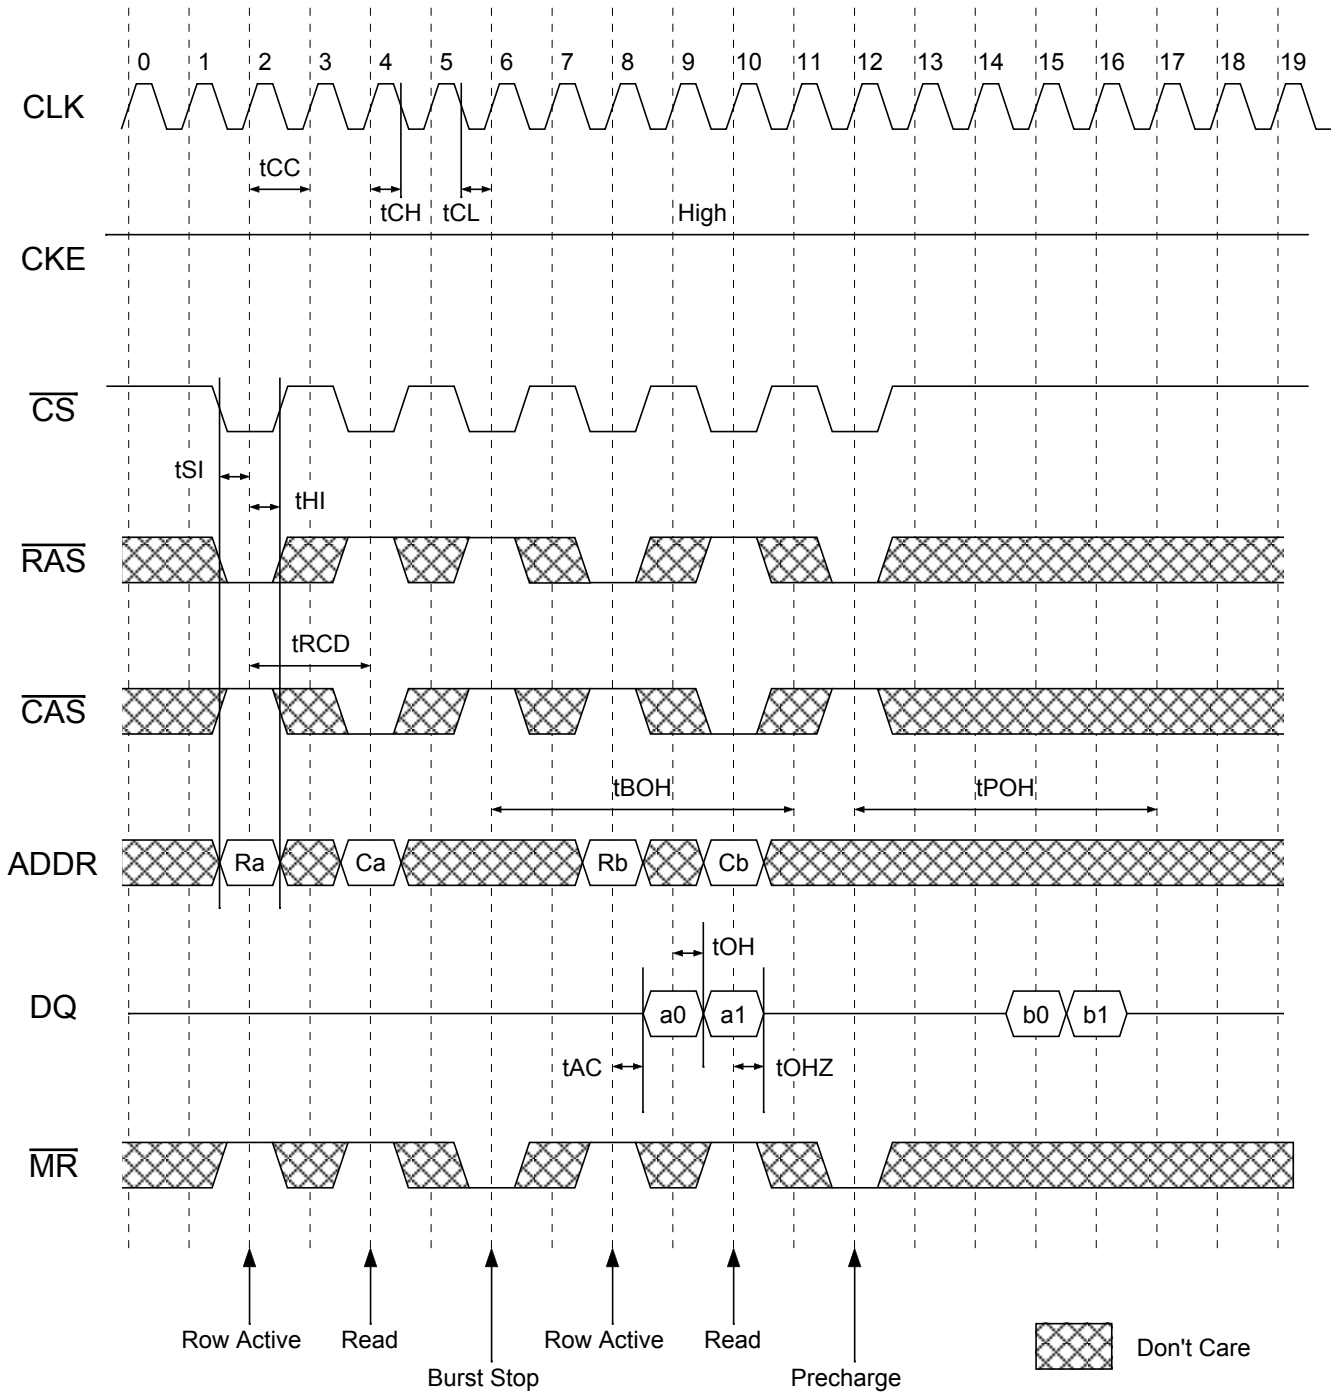 0 1 2 3 4 5 6 7 8 9 10 11 12 13 14 15 16 17 18 19
CLK
tCC
tCH tCL High
CKE
CS
tSI
tHI
RAS
tRCD
CAS
tBOH tPOH
ADDR Ra Ca Rb Cb
tOH
DQ a0 a1 b0 b1
tAC tOHZ
MR
Row Active Read Row Active Read
Don't Care
Burst Stop Precharge